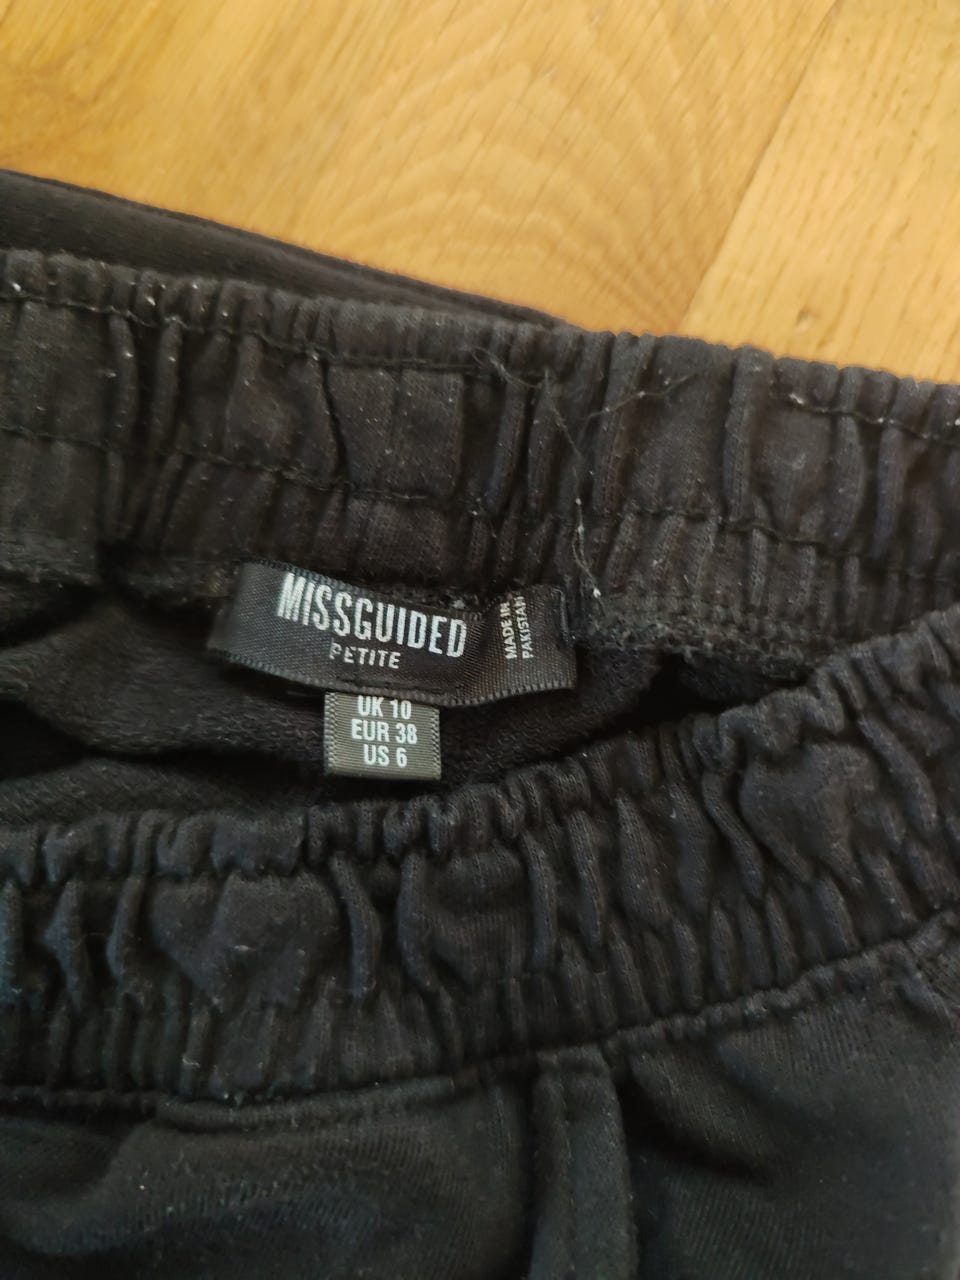 MISSGUIDED
PETITE
MADE IN
PAKISTAN
UK 10
EUR 38
US 6